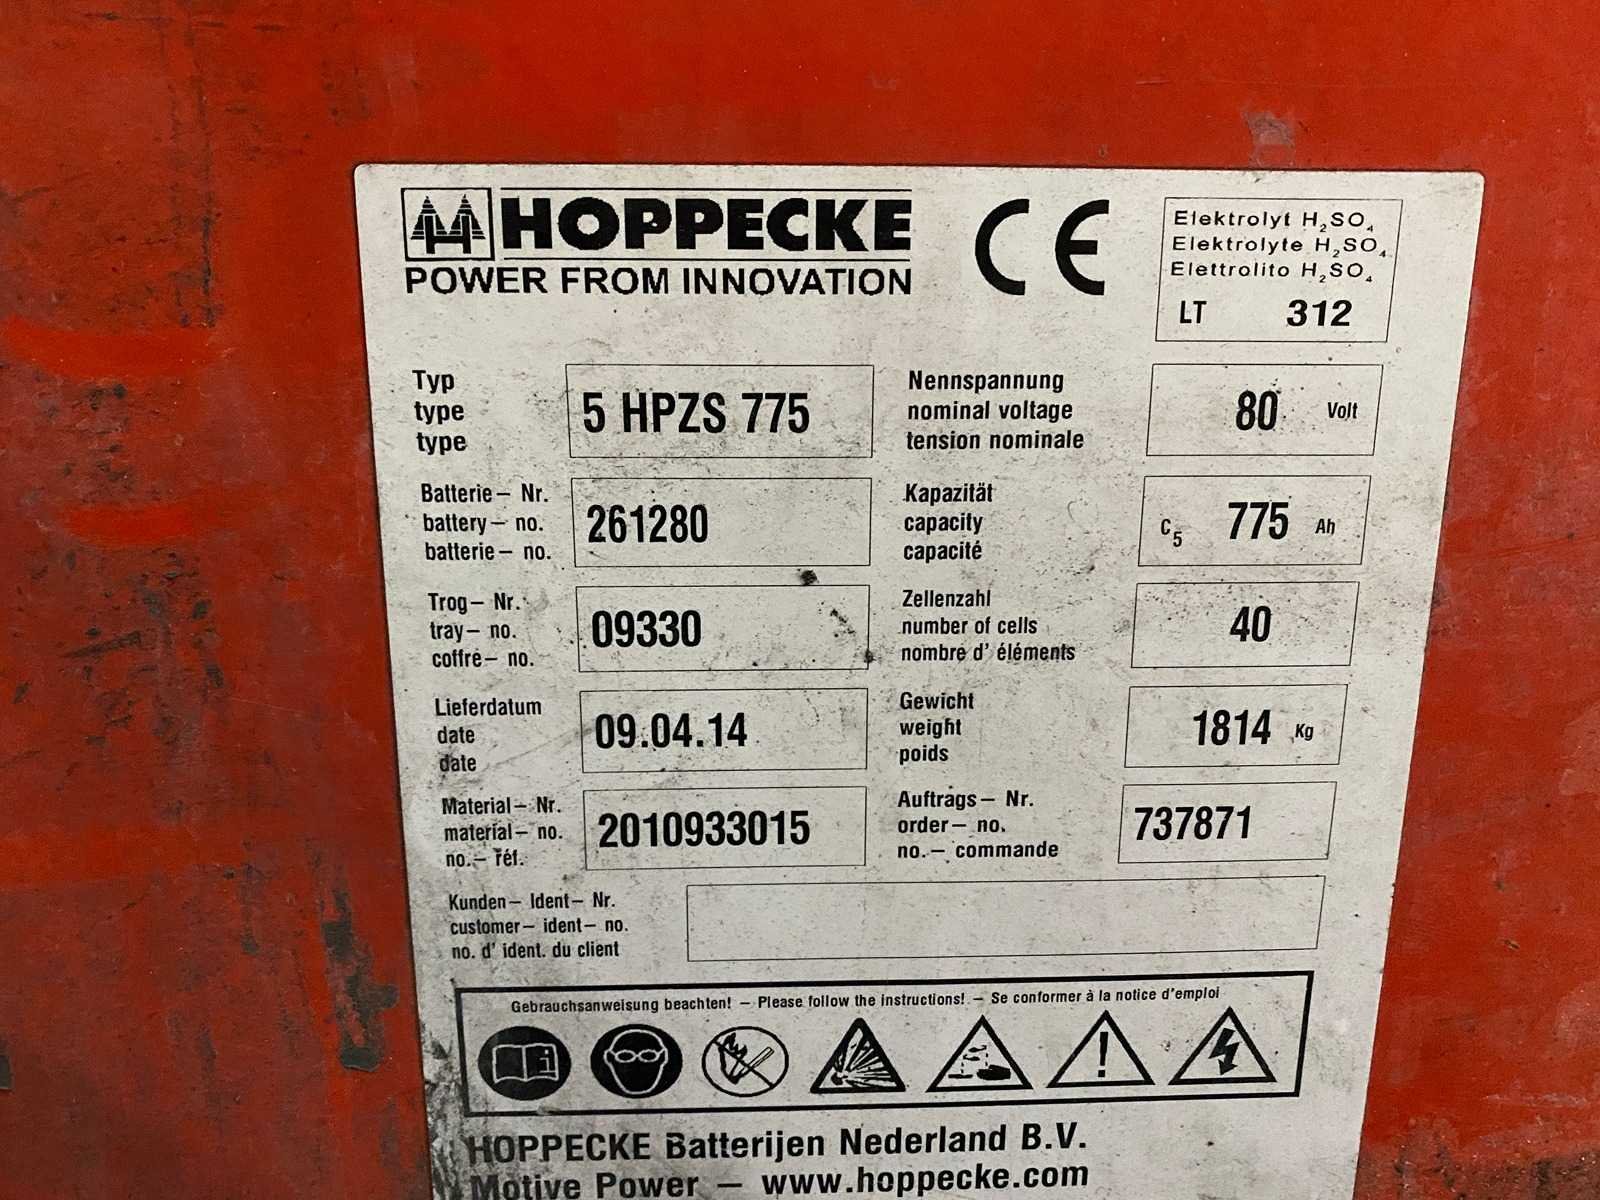 HOPPECKE
POWER FROM INNOVATION
CE
Elektrolyt H₂SO₄
Elektrolyte H₂SO₄
Elettrolito H₂SO₄
LT 312
Typ
type
type
5 HPZS 775
Nennspannung
nominal voltage
tension nominale
80 Volt
Batterie– Nr.
battery– no.
batterie– no.
261280
Kapazität
capacity
capacité
C₅ 775 Ah
Trog– Nr.
tray– no.
coffre– no.
09330
Zellenzahl
number of cells
nombre d' éléments
40
Lieferdatum
date
date
09.04.14
Gewicht
weight
poids
1814 Kg
Material– Nr.
material– no.
no.– réf.
2010933015
Auftrags– Nr.
order– no.
no.– commande
737871
Kunden– Ident– Nr.
customer– ident– no.
no. d' ident. du client
Gebrauchsanweisung beachten! – Please follow the instructions! – Se conformer à la notice d'emploi
HOPPECKE Batterijen Nederland B.V.
Motive Power – www.hoppecke.com